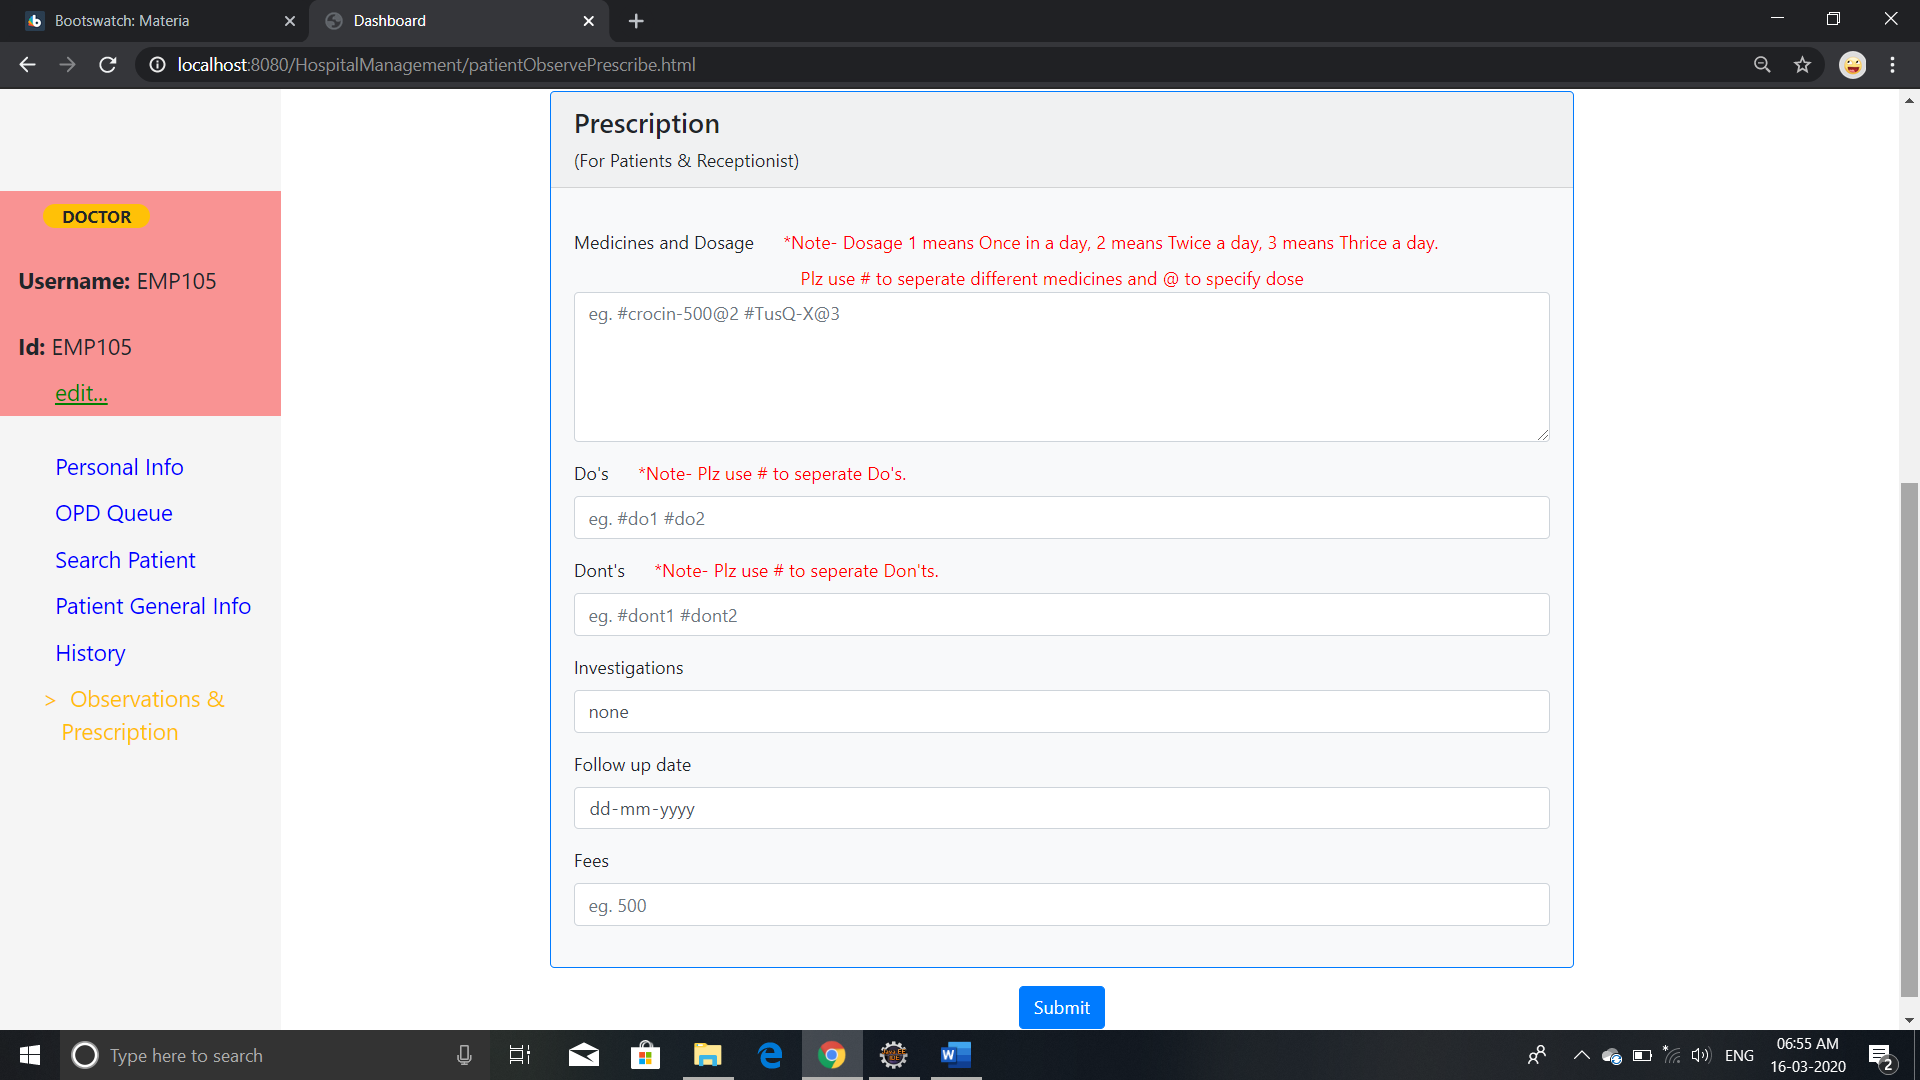 Bootswatch: Materia
Dashboard
localhost:8080/HospitalManagement/patientObservePrescribe.html
DOCTOR
Username: EMP105
Id: EMP105
edit...
Personal Info
OPD Queue
Search Patient
Patient General Info
History
> Observations &
Prescription
Prescription
(For Patients & Receptionist)
Medicines and Dosage *Note- Dosage 1 means Once in a day, 2 means Twice a day, 3 means Thrice a day.
Plz use # to seperate different medicines and @ to specify dose
eg. #crocin-500@2 #TusQ-X@3
Do's *Note- Plz use # to seperate Do's.
eg. #do1 #do2
Dont's *Note- Plz use # to seperate Don'ts.
eg. #dont1 #dont2
Investigations
none
Follow up date
dd-mm-yyyy
Fees
eg. 500
Submit
Type here to search
ENG
06:55 AM
16-03-2020
2